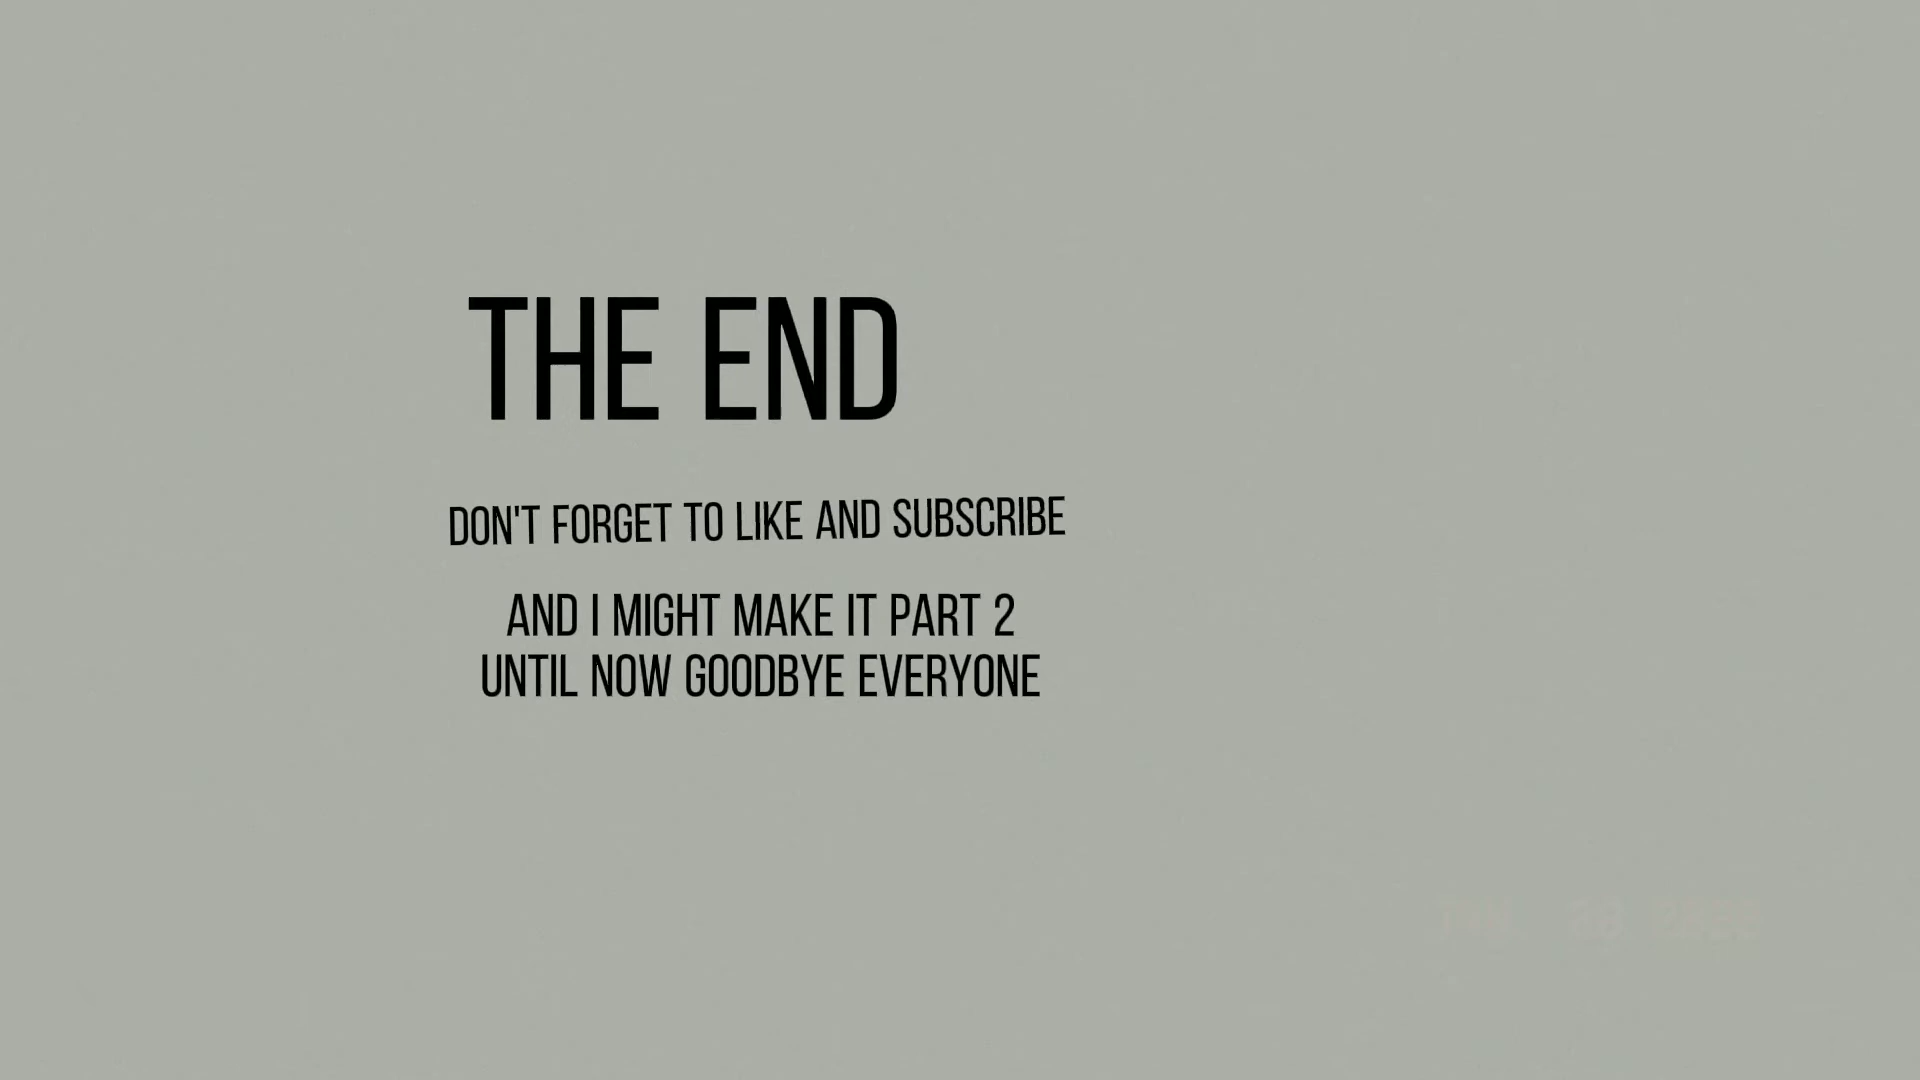 THE END
DON'T FORGET TO LIKE AND SUBSCRIBE
AND I MIGHT MAKE IT PART 2
UNTIL NOW GOODBYE EVERYONE